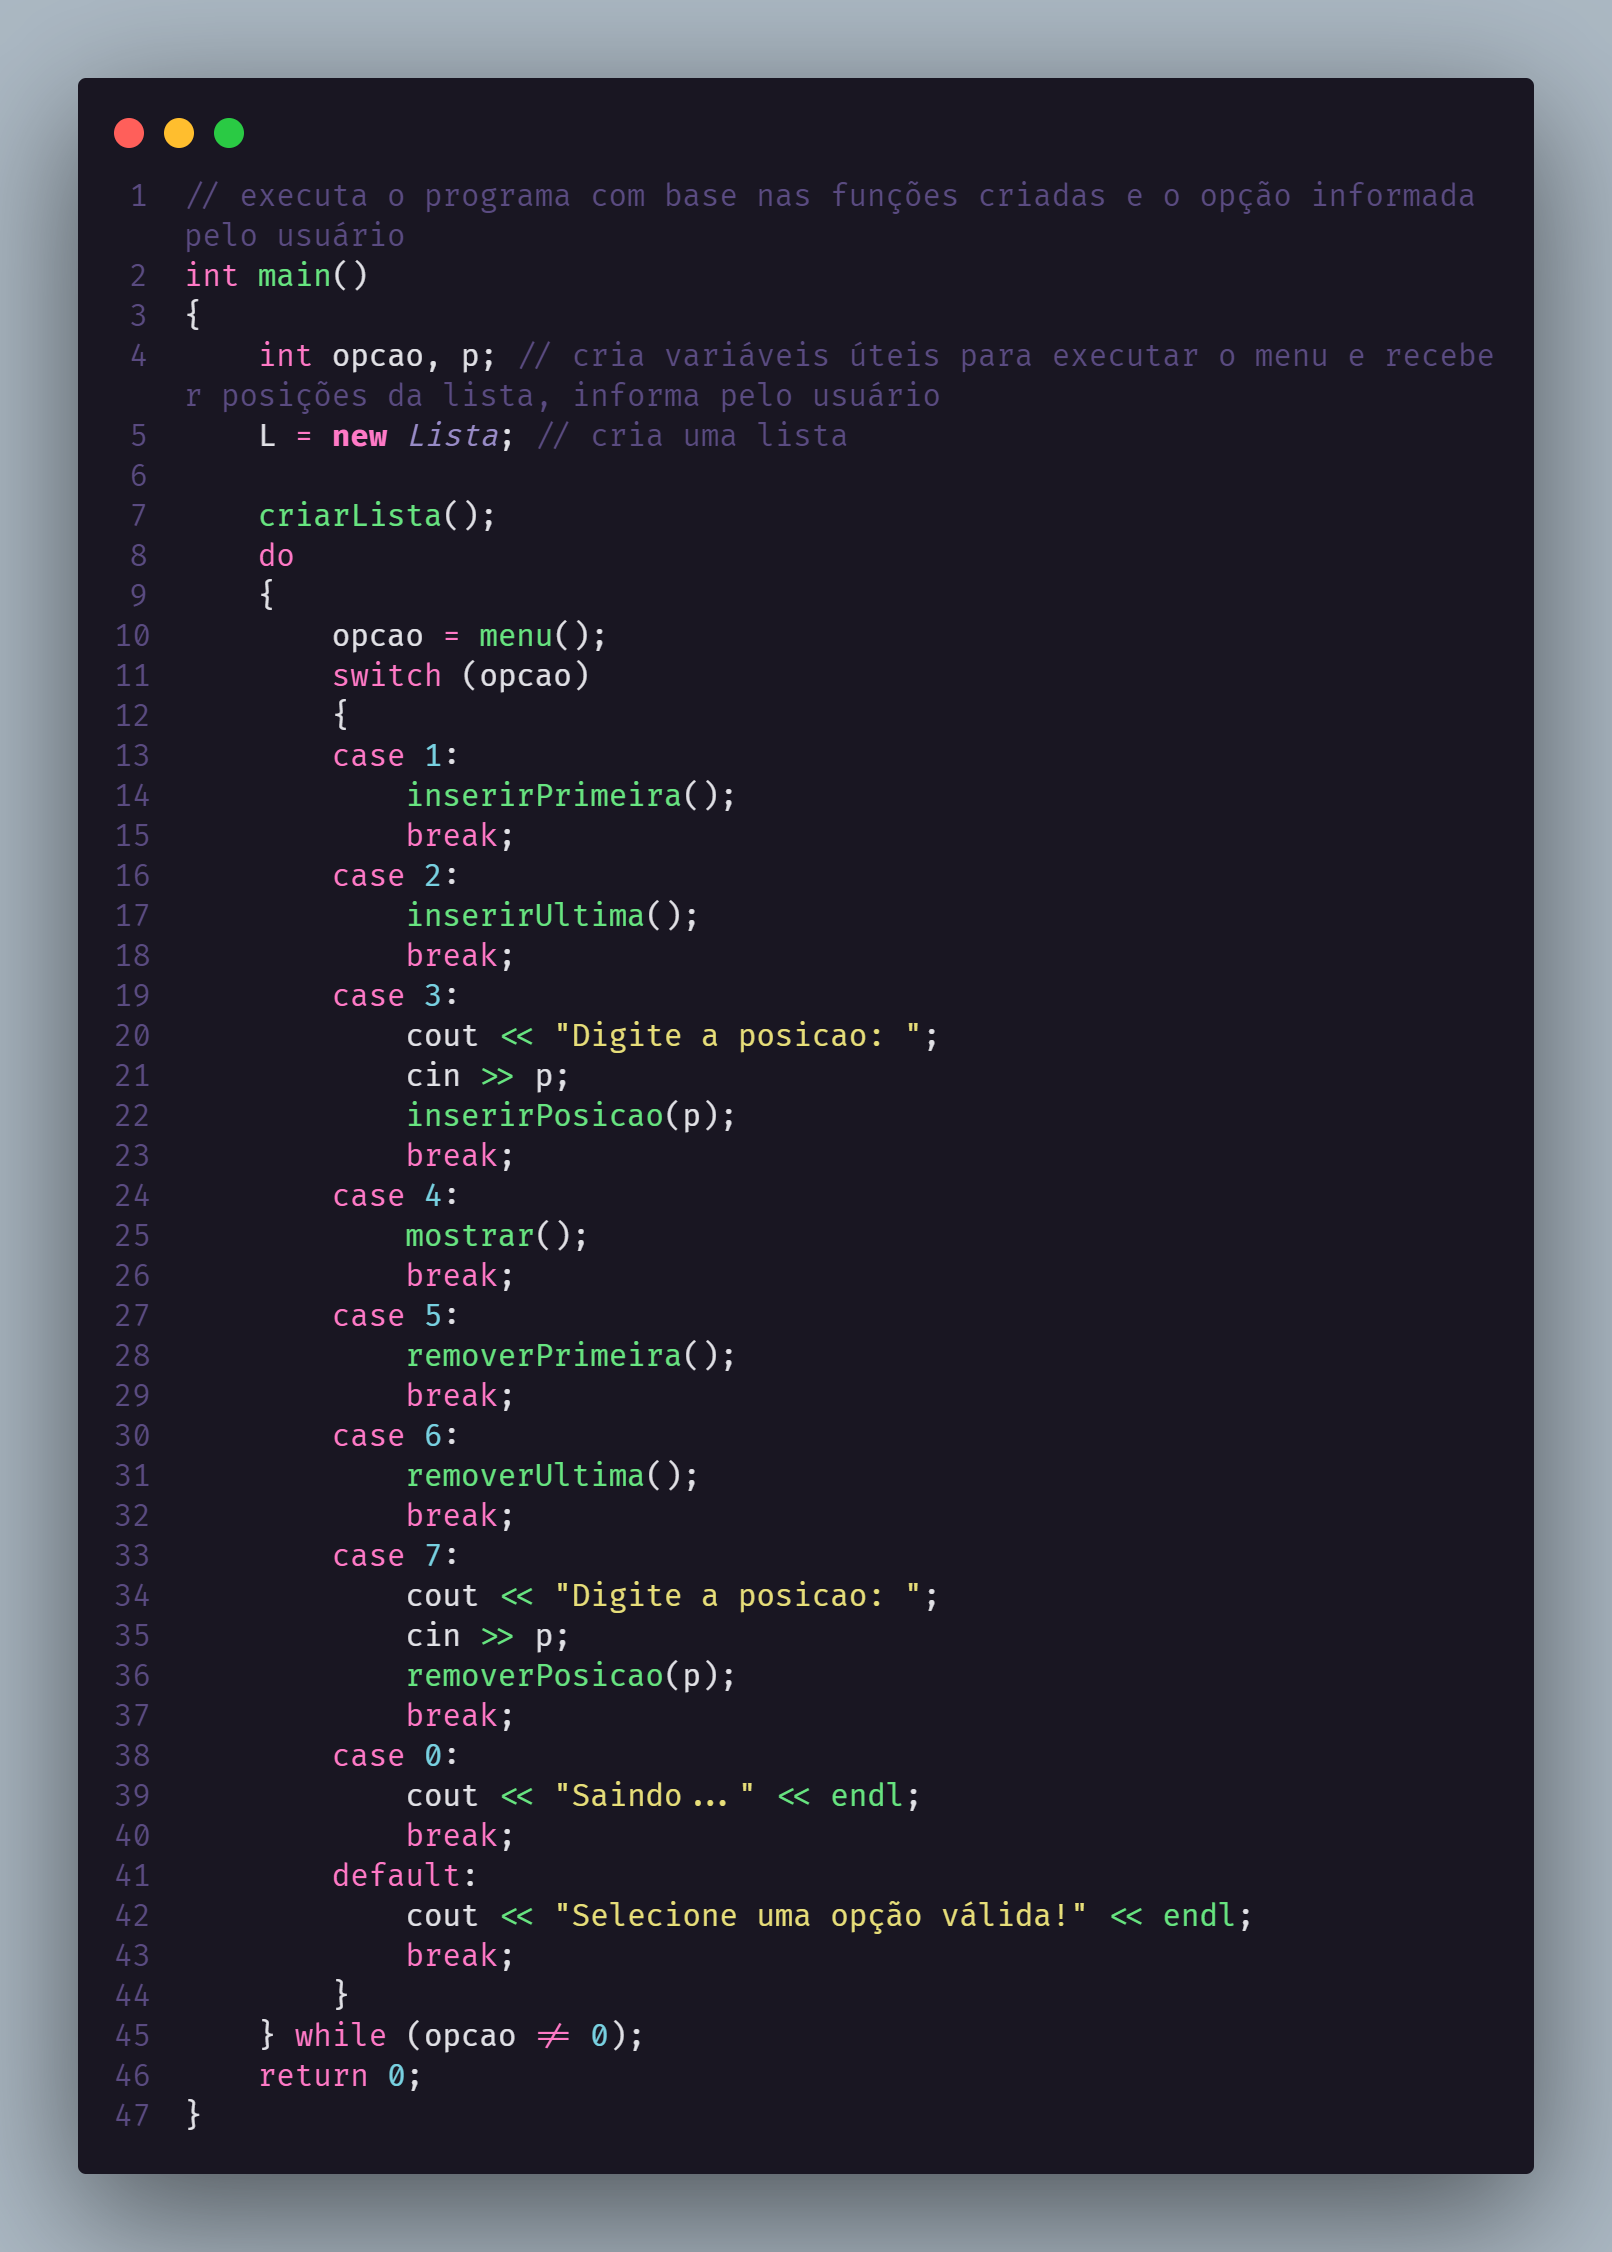 1 // executa o programa com base nas funções criadas e o opção informada
pelo usuário
2 int main()
3 {
4     int opcao, p; // cria variáveis úteis para executar o menu e recebe
r posições da lista, informa pelo usuário
5     L = new Lista; // cria uma lista
6
7     criarLista();
8     do
9     {
10         opcao = menu();
11         switch (opcao)
12         {
13         case 1:
14             inserirPrimeira();
15             break;
16         case 2:
17             inserirUltima();
18             break;
19         case 3:
20             cout << "Digite a posicao: ";
21             cin >> p;
22             inserirPosicao(p);
23             break;
24         case 4:
25             mostrar();
26             break;
27         case 5:
28             removerPrimeira();
29             break;
30         case 6:
31             removerUltima();
32             break;
33         case 7:
34             cout << "Digite a posicao: ";
35             cin >> p;
36             removerPosicao(p);
37             break;
38         case 0:
39             cout << "Saindo..." << endl;
40             break;
41         default:
42             cout << "Selecione uma opção válida!" << endl;
43             break;
44         }
45     } while (opcao != 0);
46     return 0;
47 }